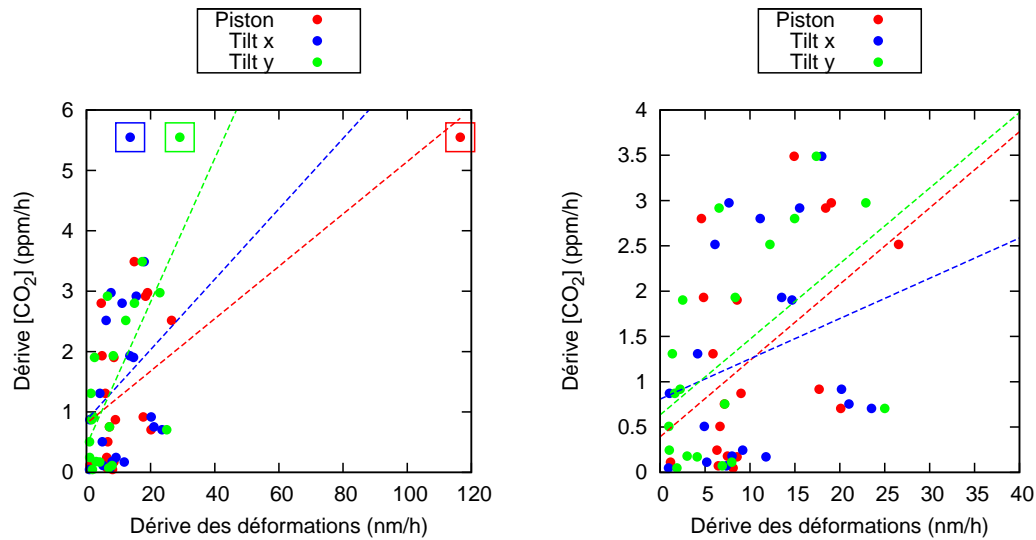 Piston
Tilt x
Tilt y
6
5
4
3
2
1
0
0 20 40 60 80 100 120
Dérive [CO2] (ppm/h)
Dérive des déformations (nm/h)
Piston
Tilt x
Tilt y
4
3.5
3
2.5
2
1.5
1
0.5
0
0 5 10 15 20 25 30 35 40
Dérive [CO2] (ppm/h)
Dérive des déformations (nm/h)